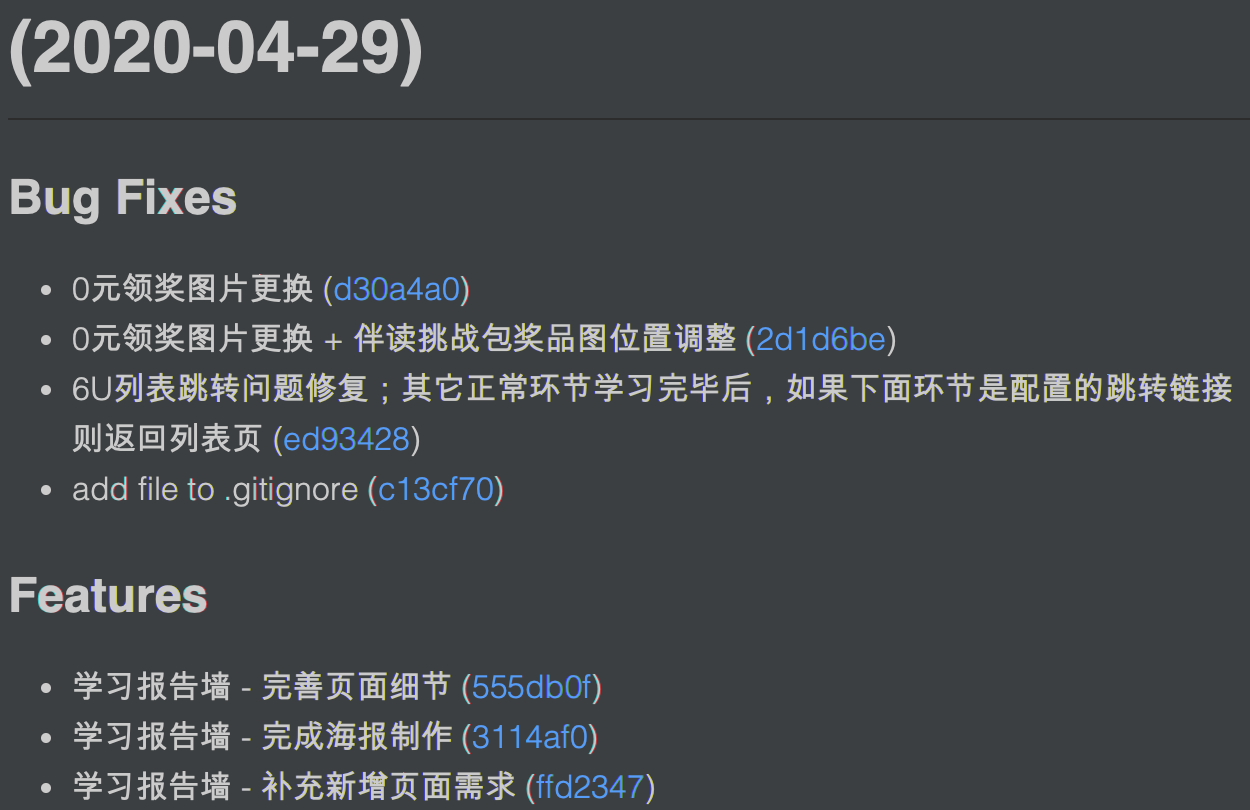 (2020-04-29)
Bug Fixes
0元领奖图片更换 (d30a4a0)
0元领奖图片更换 + 伴读挑战包奖品图位置调整 (2d1d6be)
6U列表跳转问题修复；其它正常环节学习完毕后，如果下面环节是配置的跳转链接
则返回列表页 (ed93428)
add file to .gitignore (c13cf70)
Features
学习报告墙 - 完善页面细节 (555db0f)
学习报告墙 - 完成海报制作 (3114af0)
学习报告墙 - 补充新增页面需求 (ffd2347)